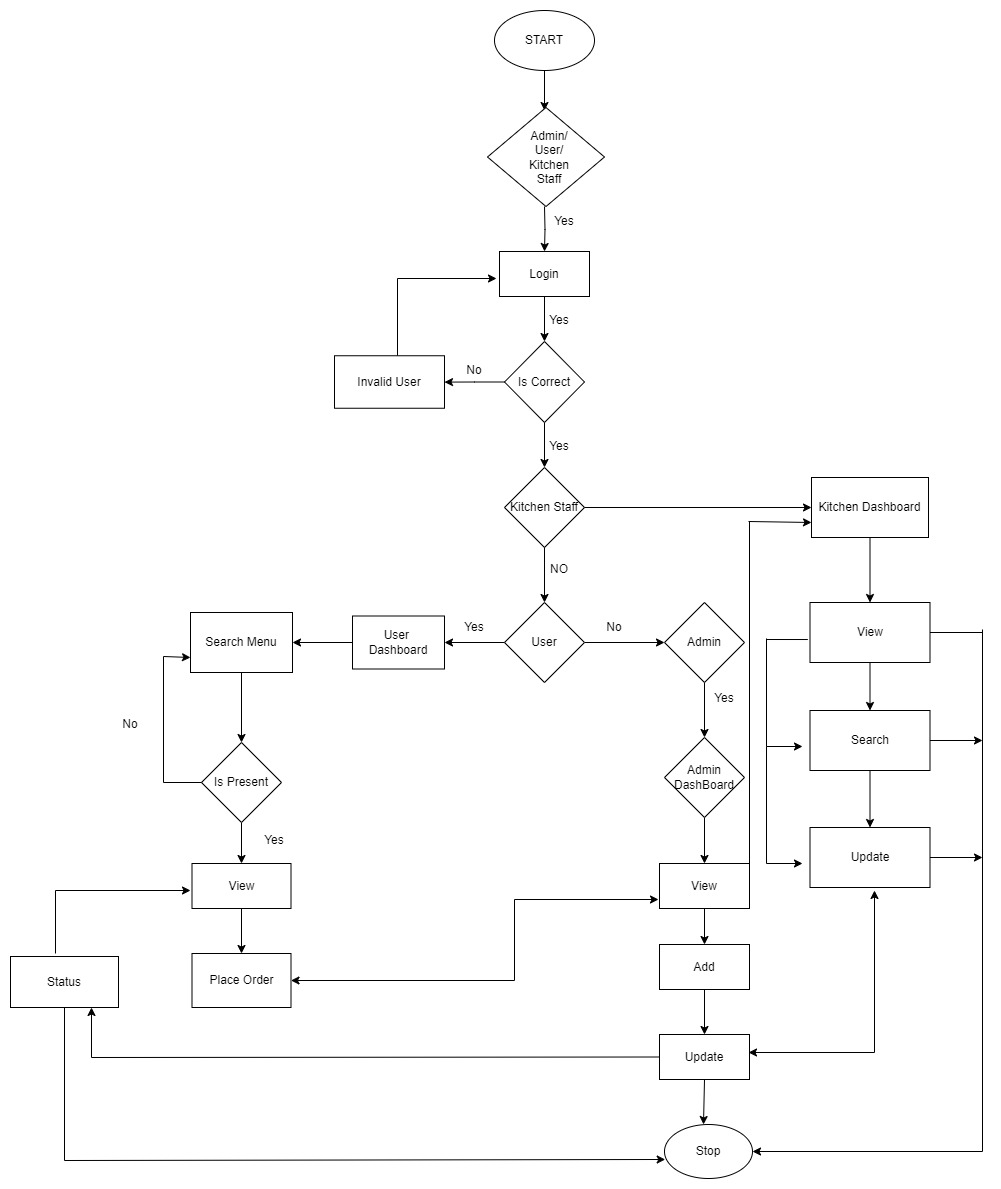 START
Admin/
User/
Kitchen
Staff
Yes
Login
Yes
Invalid User
No
Is Correct
Yes
Kitchen Staff
Kitchen Dashboard
NO
Search Menu
User
Dashboard
Yes
User
No
Admin
View
Yes
No
Search
Is Present
Admin
DashBoard
Yes
Update
View
View
Status
Place Order
Add
Update
Stop